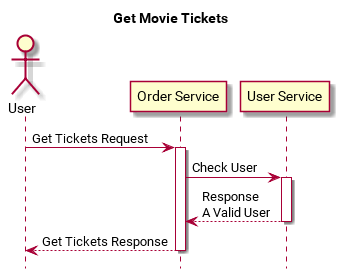 Get Movie Tickets
User
Order Service
User Service
Get Tickets Request
Check User
Response
A Valid User
Get Tickets Response